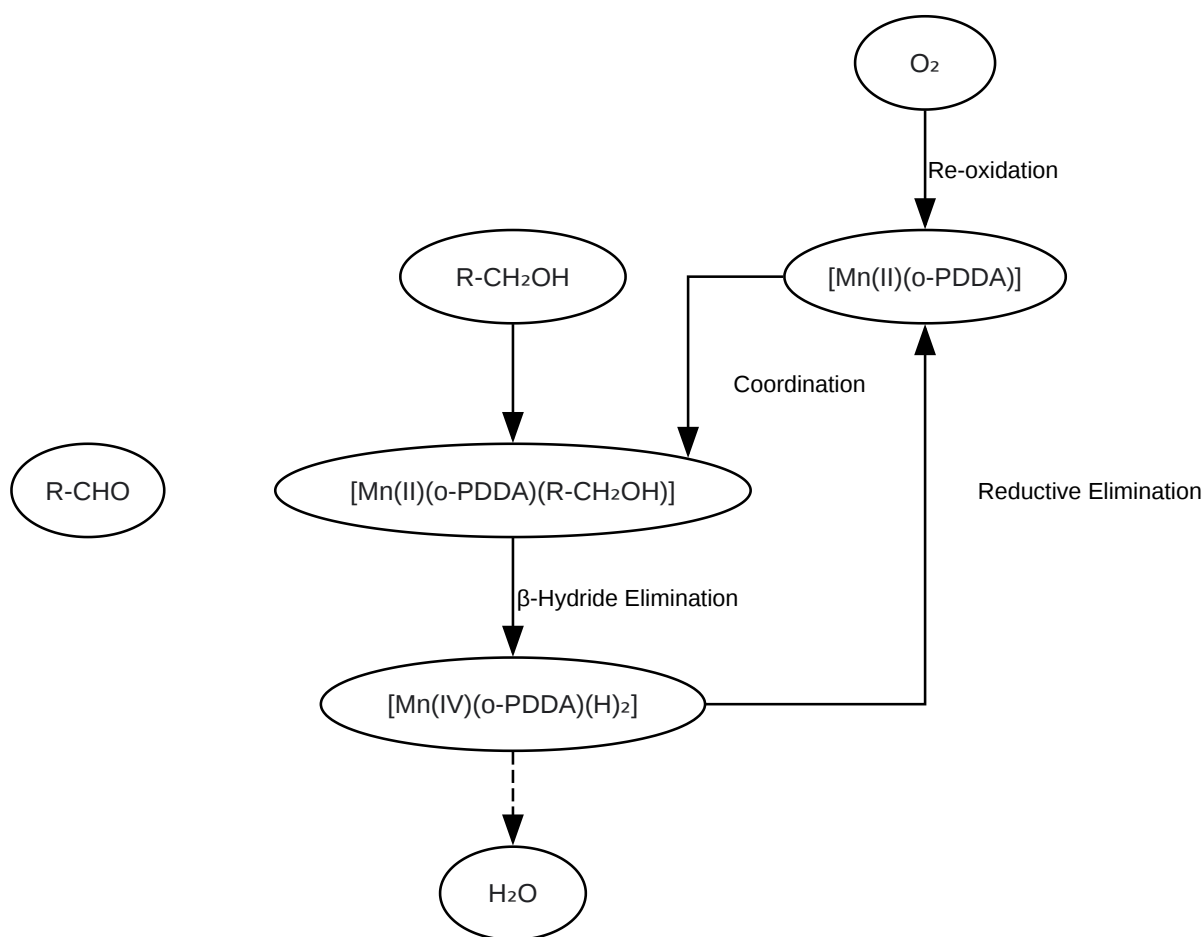 O₂
Re-oxidation
R-CH₂OH
[Mn(II)(o-PDDA)]
Coordination
R-CHO
[Mn(II)(o-PDDA)(R-CH₂OH)]
Reductive Elimination
β-Hydride Elimination
[Mn(IV)(o-PDDA)(H)₂]
H₂O